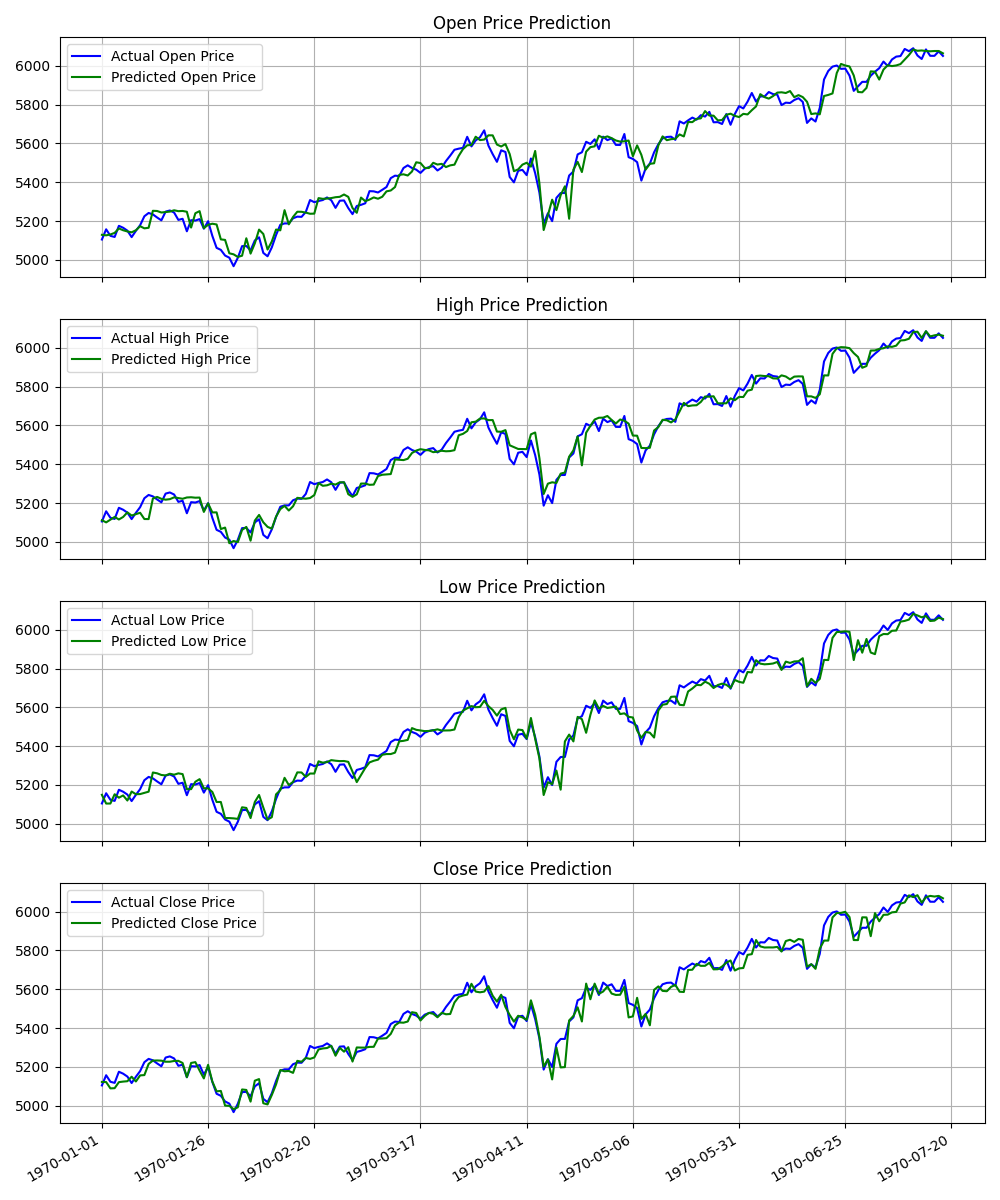 Open Price Prediction
Actual Open Price
Predicted Open Price
6000
5800
5600
5400
5200
5000
High Price Prediction
Actual High Price
Predicted High Price
6000
5800
5600
5400
5200
5000
Low Price Prediction
Actual Low Price
Predicted Low Price
6000
5800
5600
5400
5200
5000
Close Price Prediction
Actual Close Price
Predicted Close Price
6000
5800
5600
5400
5200
5000
1970-01-01 1970-01-26 1970-02-20 1970-03-17 1970-04-11 1970-05-06 1970-05-31 1970-06-25 1970-07-20